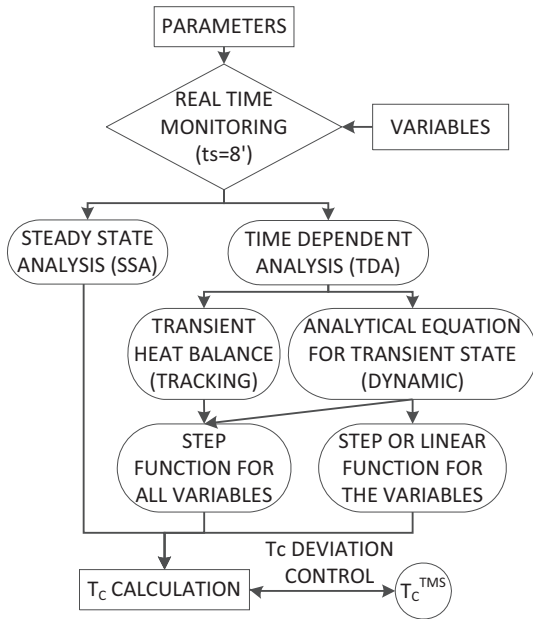 PARAMETERS
REAL TIME
MONITORING
(ts=8')
VARIABLES
STEADY STATE
ANALYSIS (SSA)
TIME DEPENDENT
ANALYSIS (TDA)
TRANSIENT
HEAT BALANCE
(TRACKING)
ANALYTICAL EQUATION
FOR TRANSIENT STATE
(DYNAMIC)
STEP
FUNCTION FOR
ALL VARIABLES
STEP OR LINEAR
FUNCTION FOR
THE VARIABLES
Tc DEVIATION
CONTROL
T_C CALCULATION
T_C^TMS